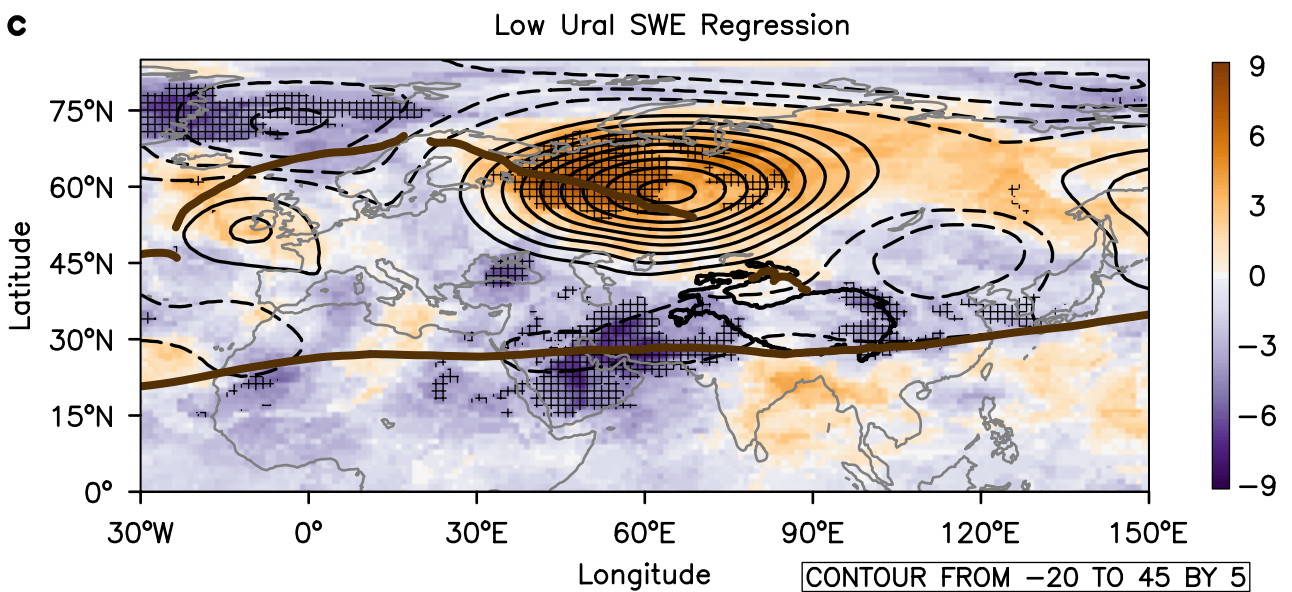 c
Low Ural SWE Regression
Latitude
75°N
60°N
45°N
30°N
15°N
0°
30°W 0° 30°E 60°E 90°E 120°E 150°E
Longitude
9
6
3
0
−3
−6
−9
CONTOUR FROM −20 TO 45 BY 5